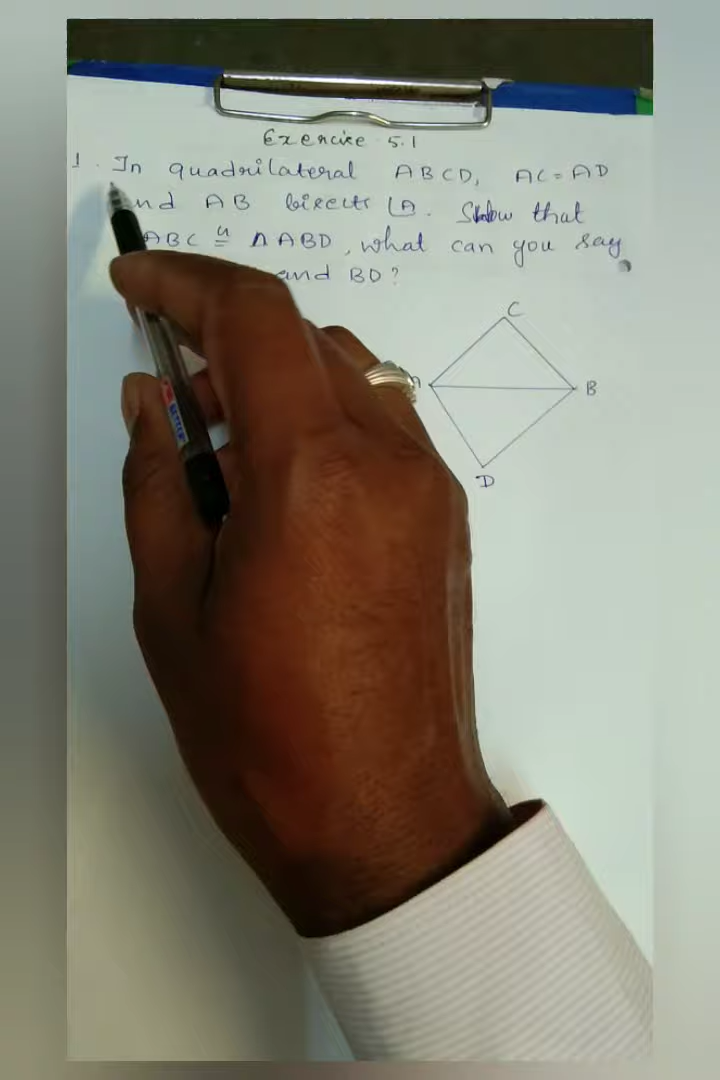 Exercise 5.1
1. In quadrilateral ABCD, AC = AD
and AB bisects ∠A. Show that
ABC ≅ △ABD, what can you say
and BD?
C
A
B
D